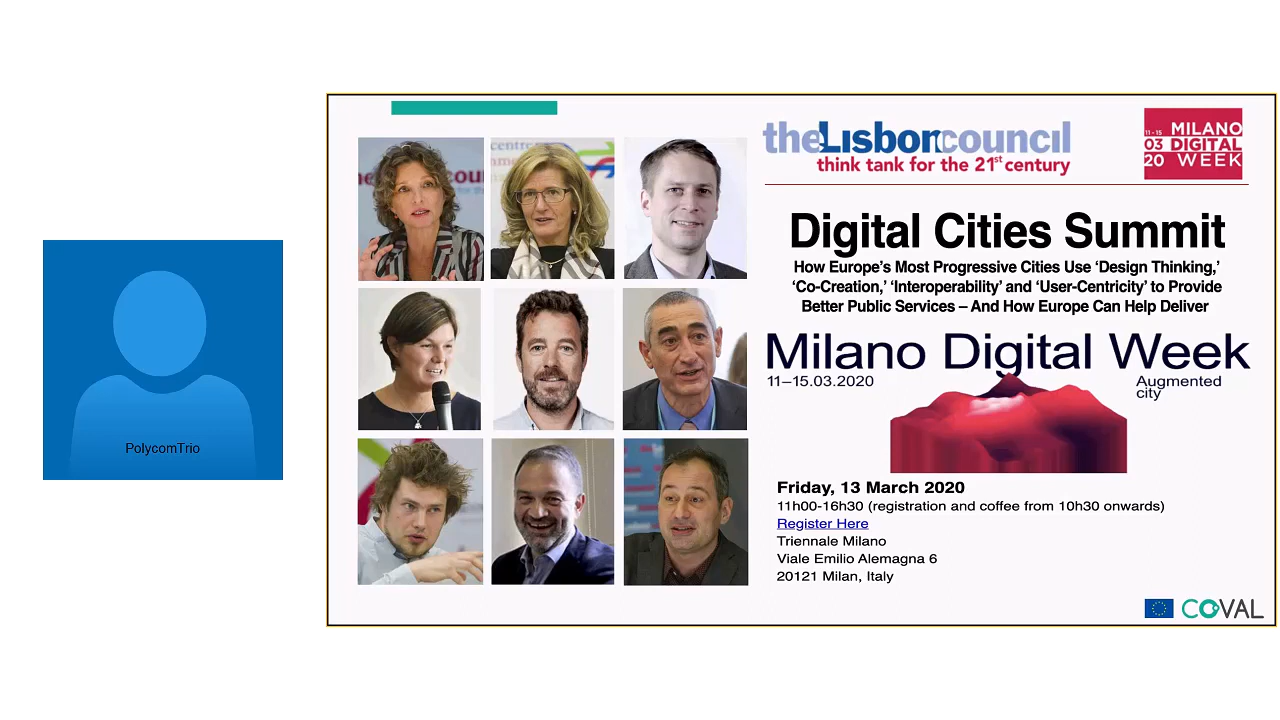 PolycomTrio
theLisboncouncil
think tank for the 21st century
11 - 15
03
20
MILANO
DIGITAL
WEEK
Digital Cities Summit
How Europe's Most Progressive Cities Use ‘Design Thinking,’
‘Co-Creation,’ ‘Interoperability’ and ‘User-Centricity’ to Provide
Better Public Services – And How Europe Can Help Deliver
Milano Digital Week
11–15.03.2020
Augmented
city
Friday, 13 March 2020
11h00-16h30 (registration and coffee from 10h30 onwards)
Register Here
Triennale Milano
Viale Emilio Alemagna 6
20121 Milan, Italy
COVAL